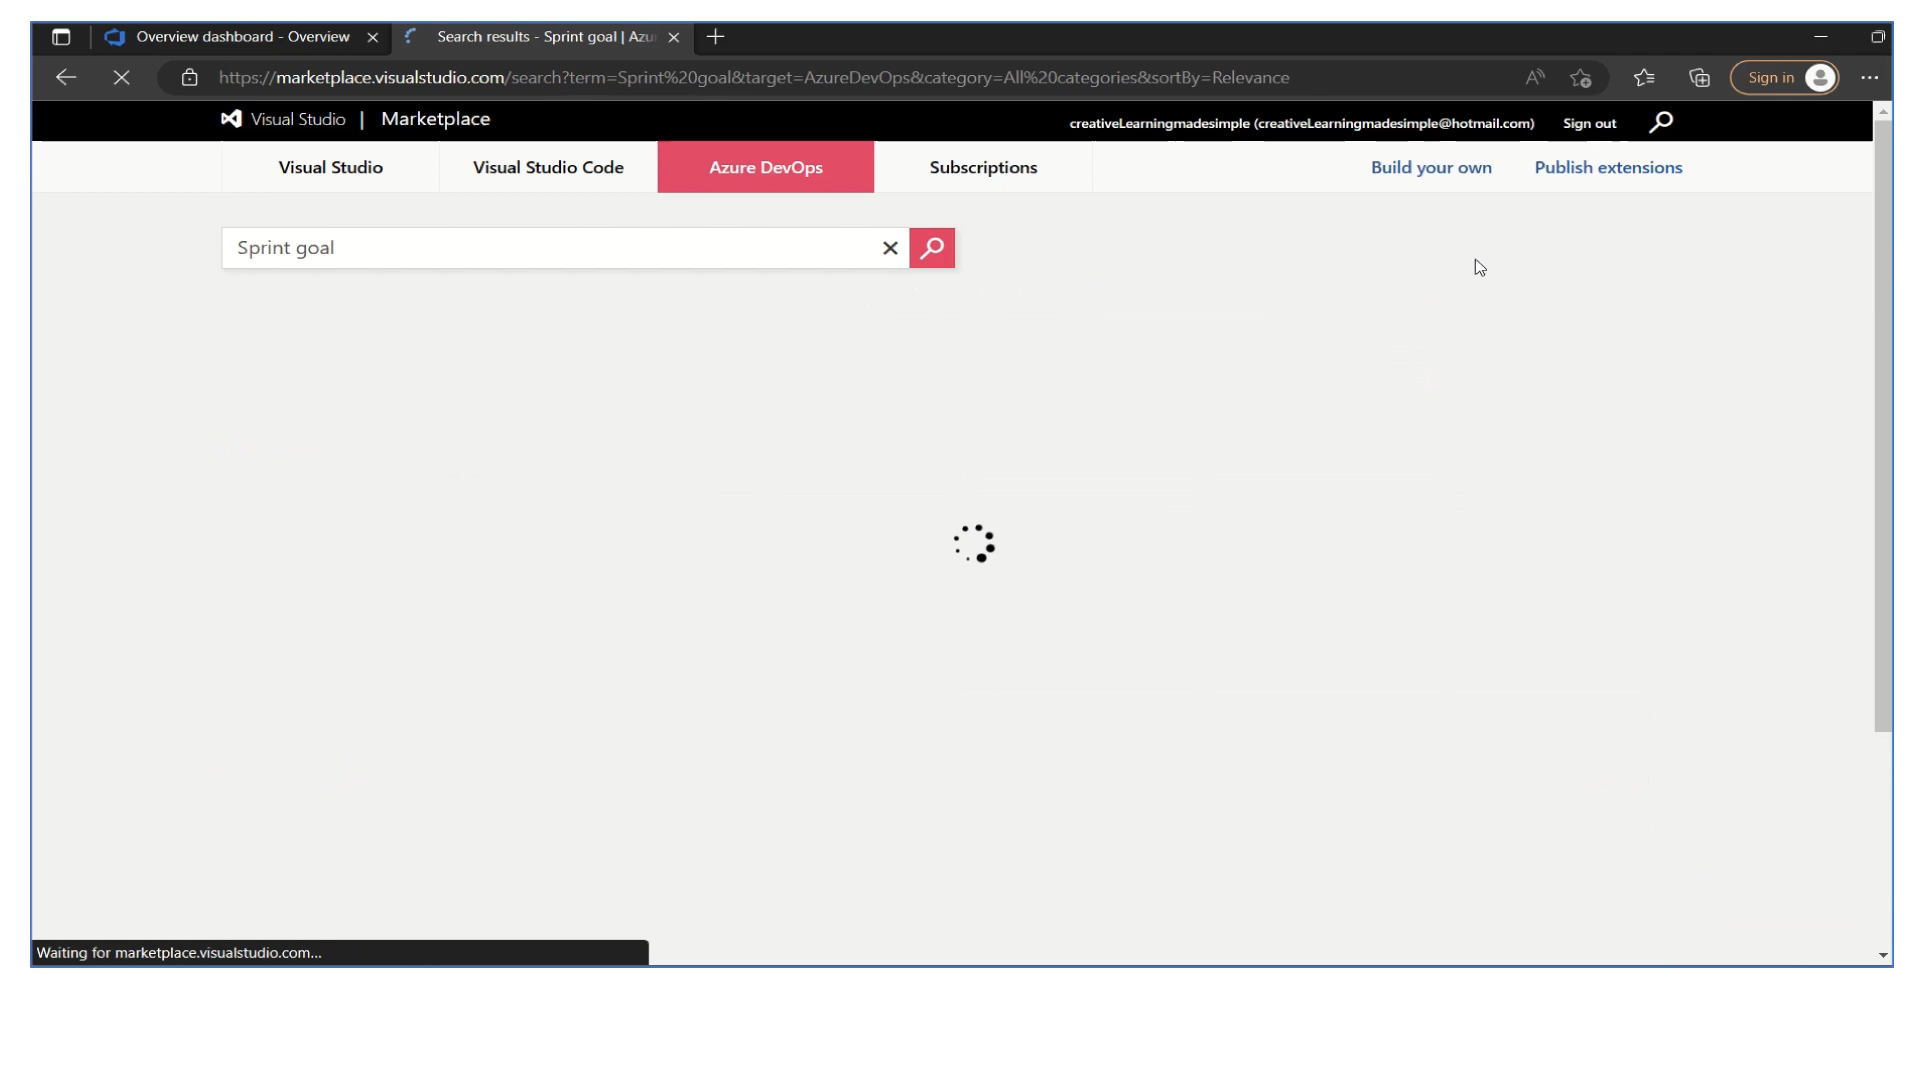 Overview dashboard - Overview
Search results - Sprint goal | Azu
https://marketplace.visualstudio.com/search?term=Sprint%20goal&target=AzureDevOps&category=All%20categories&sortBy=Relevance
Sign in
Visual Studio | Marketplace
creativeLearningmadesimple (creativeLearningmadesimple@hotmail.com)
Sign out
Visual Studio
Visual Studio Code
Azure DevOps
Subscriptions
Build your own
Publish extensions
Sprint goal
Waiting for marketplace.visualstudio.com...